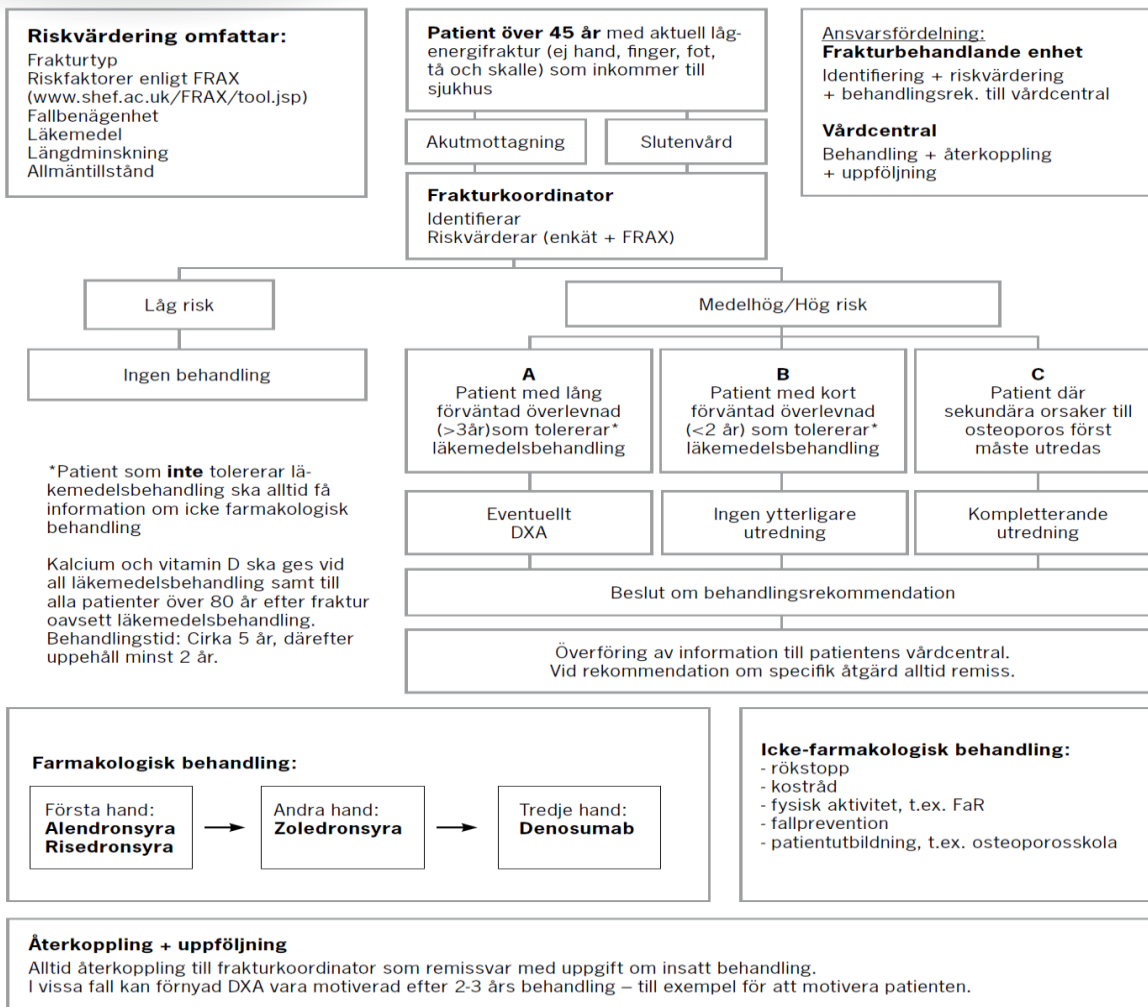 Riskvärdering omfattar:
Frakturtyp
Riskfaktorer enligt FRAX
(www.shef.ac.uk/FRAX/tool.jsp)
Fallbenägenhet
Läkemedel
Längdminskning
Allmäntillstånd
Patient över 45 år med aktuell låg-
energifraktur (ej hand, finger, fot,
tå och skalle) som inkommer till
sjukhus
Ansvarsfördelning:
Frakturbehandlande enhet
Identifiering + riskvärdering
+ behandlingsrek. till vårdcentral
Vårdcentral
Behandling + återkoppling
+ uppföljning
Akutmottagning
Slutenvård
Frakturkoordinator
Identifierar
Riskvärderar (enkät + FRAX)
Låg risk
Medelhög/Hög risk
Ingen behandling
A
Patient med lång
förväntad överlevnad
(>3år)som tolererar*
läkemedelsbehandling
B
Patient med kort
förväntad överlevnad
(<2 år) som tolererar*
läkemedelsbehandling
C
Patient där
sekundära orsaker till
osteoporos först
måste utredas
*Patient som inte tolererar lä-
kemedelsbehandling ska alltid få
information om icke farmakologisk
behandling
Kalcium och vitamin D ska ges vid
all läkemedelsbehandling samt till
alla patienter över 80 år efter fraktur
oavsett läkemedelsbehandling.
Behandlingstid: Cirka 5 år, därefter
uppehåll minst 2 år.
Eventuellt
DXA
Ingen ytterligare
utredning
Kompletterande
utredning
Beslut om behandlingsrekommendation
Överföring av information till patientens vårdcentral.
Vid rekommendation om specifik åtgärd alltid remiss.
Farmakologisk behandling:
Första hand:
Alendronsyra
Risedronsyra
Andra hand:
Zoledronsyra
Tredje hand:
Denosumab
Icke-farmakologisk behandling:
- rökstopp
- kostråd
- fysisk aktivitet, t.ex. FaR
- fallprevention
- patientutbildning, t.ex. osteoporosskola
Återkoppling + uppföljning
Alltid återkoppling till frakturkoordinator som remissvar med uppgift om insatt behandling.
I vissa fall kan förnyad DXA vara motiverad efter 2-3 års behandling – till exempel för att motivera patienten.